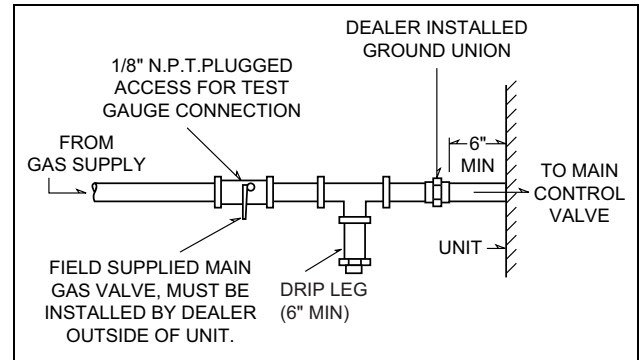 DEALER INSTALLED
GROUND UNION
1/8" N.P.T.PLUGGED
ACCESS FOR TEST
GAUGE CONNECTION
FROM
GAS SUPPLY
6"
MIN
TO MAIN
CONTROL
VALVE
UNIT
FIELD SUPPLIED MAIN
GAS VALVE, MUST BE
INSTALLED BY DEALER
OUTSIDE OF UNIT.
DRIP LEG
(6" MIN)